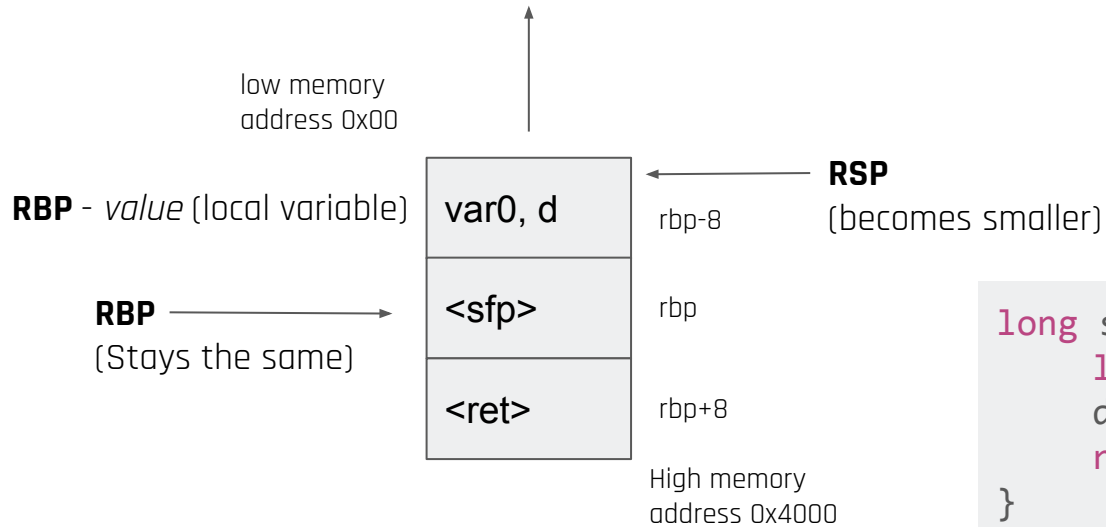 low memory
address 0x00
RBP - value (local variable)
var0, d
rbp-8
RSP
(becomes smaller)
RBP
(Stays the same)
<sfp>
rbp
<ret>
rbp+8
High memory
address 0x4000
long
}